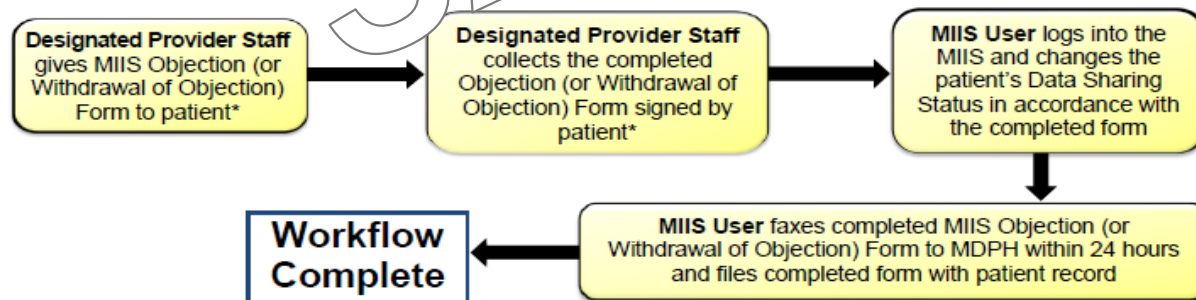 Designated Provider Staff
gives MIIS Objection (or
Withdrawal of Objection)
Form to patient*
Designated Provider Staff
collects the completed
Objection (or Withdrawal of
Objection) Form signed by
patient*
MIIS User logs into the
MIIS and changes the
patient's Data Sharing
Status in accordance with
the completed form
MIIS User faxes completed MIIS Objection (or
Withdrawal of Objection) Form to MDPH within 24 hours
and files completed form with patient record
Workflow
Complete